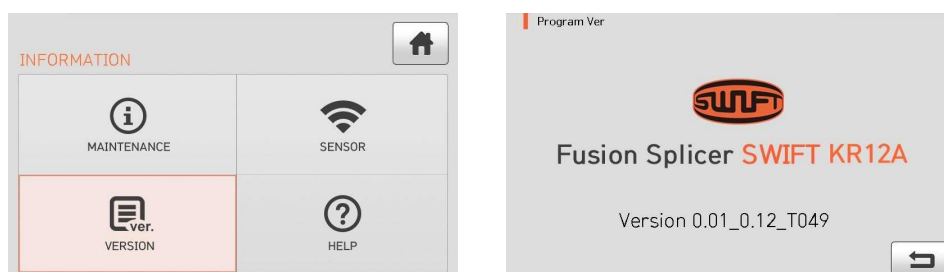 INFORMATION
MAINTENANCE
SENSOR
ver.
VERSION
HELP
Program Ver
SWIFT
Fusion Splicer SWIFT KR12A
Version 0.01_0.12_T049